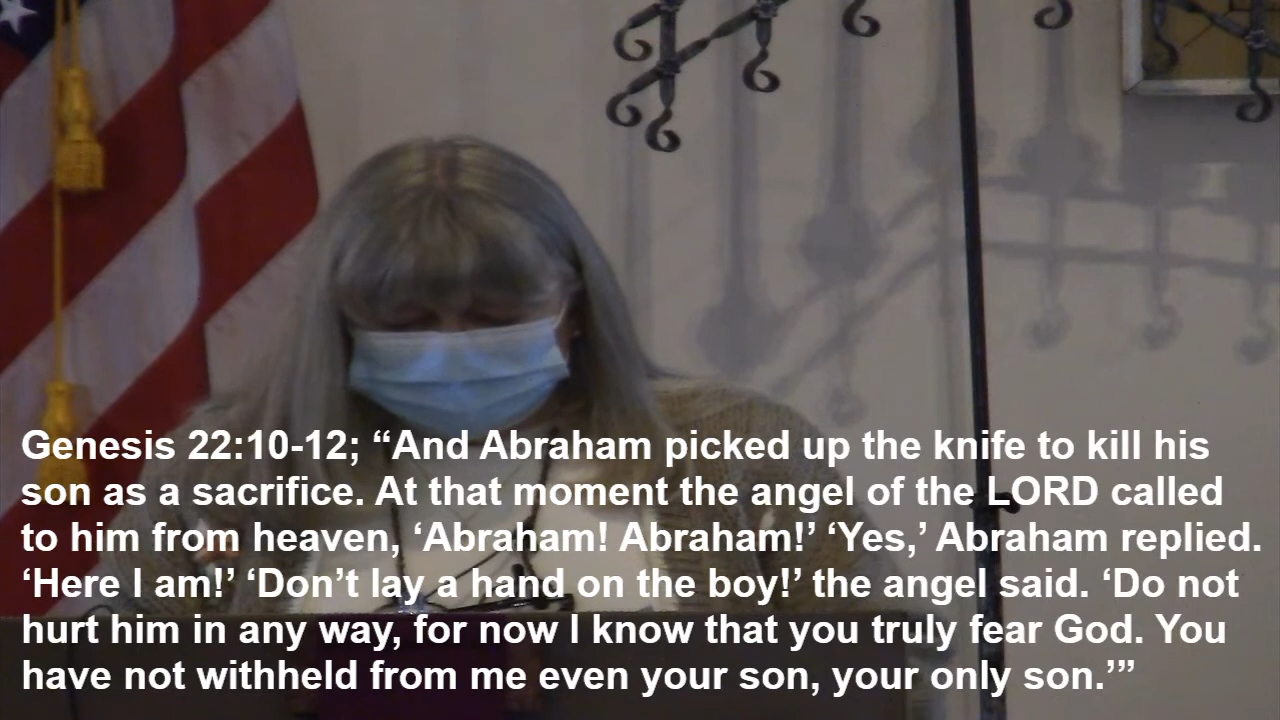 Genesis 22:10-12; “And Abraham picked up the knife to kill his
son as a sacrifice. At that moment the angel of the LORD called
to him from heaven, ‘Abraham! Abraham!’ ‘Yes,’ Abraham replied.
‘Here I am!’ ‘Don’t lay a hand on the boy!’ the angel said. ‘Do not
hurt him in any way, for now I know that you truly fear God. You
have not withheld from me even your son, your only son.’”